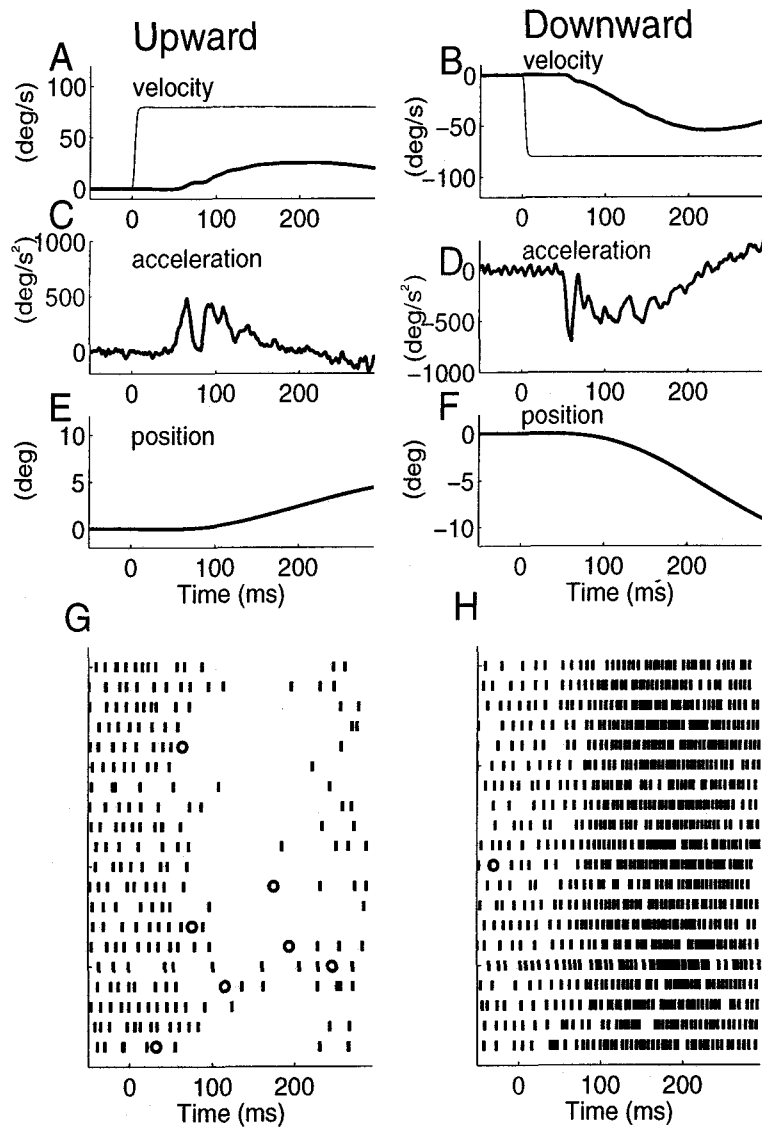 Upward
Downward
A
velocity
(deg/s)
100
50
0
0 100 200
B
velocity
(deg/s)
0
−50
−100
0 100 200
C
acceleration
(deg/s²)
1000
500
0
0 100 200
D
acceleration
(deg/s²)
0
−500
−1000
0 100 200
E
position
(deg)
10
5
0
0 100 200
Time (ms)
F
position
(deg)
0
−5
−10
0 100 200
Time (ms)
G
0 100 200
Time (ms)
H
0 100 200
Time (ms)